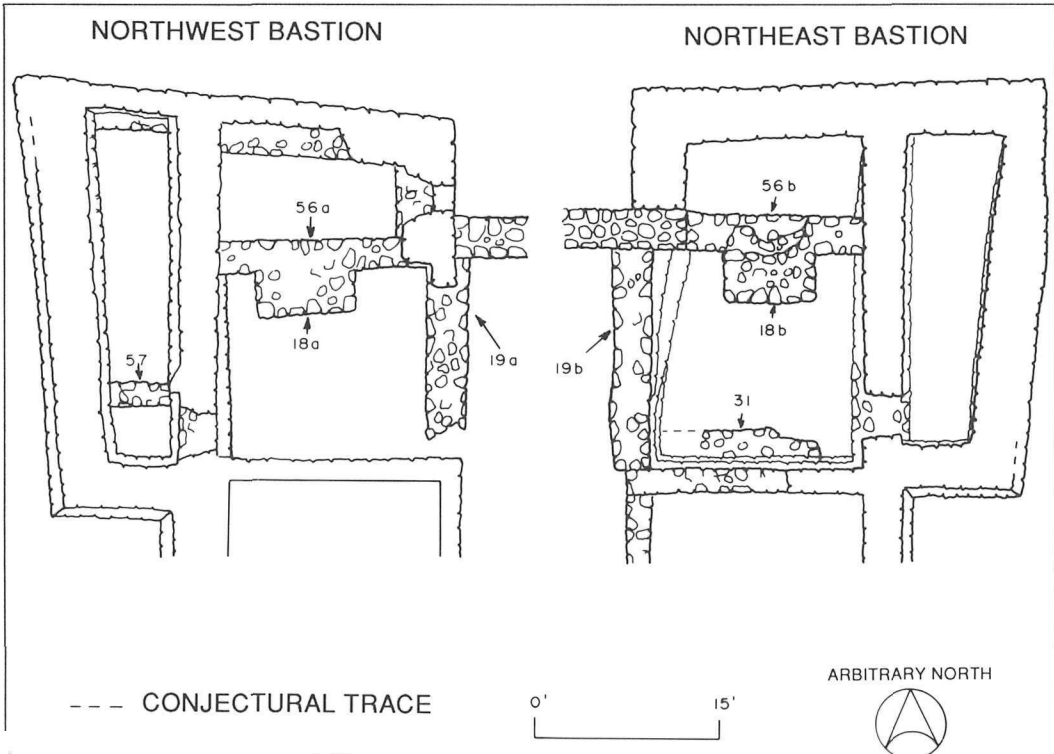 NORTHWEST BASTION
NORTHEAST BASTION
56a
56b
18a
18b
19a
19b
57
31
--- CONJECTURAL TRACE
0' 15'
ARBITRARY NORTH